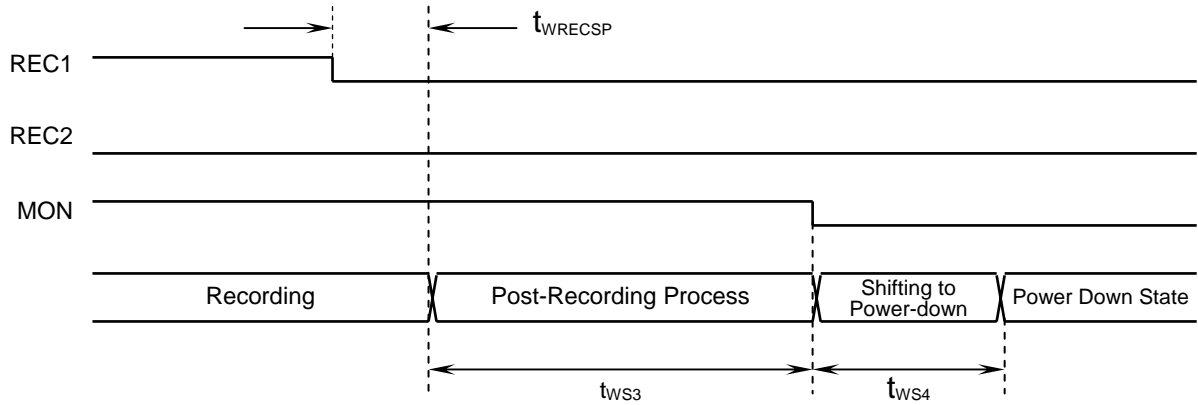 tWRECSP
REC1
REC2
MON
Recording
Post-Recording Process
Shifting to
Power-down
Power Down State
tWS3
tWS4